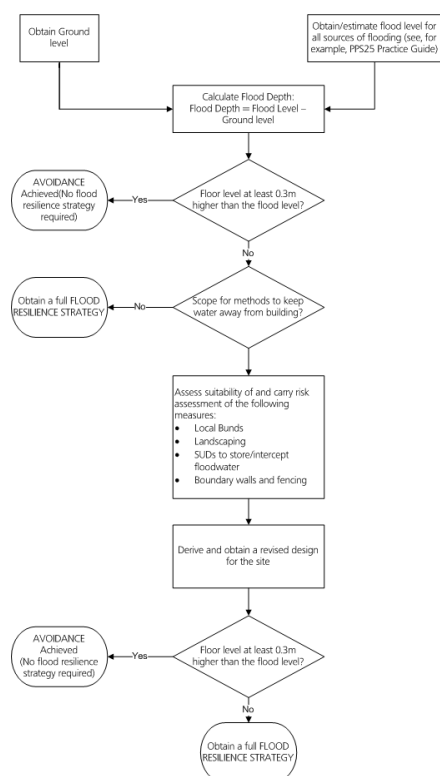 Obtain Ground
level
Obtain/estimate flood level for
all sources of flooding (see, for
example, PPS25 Practice Guide)
Calculate Flood Depth:
Flood Depth = Flood Level –
Ground level
Floor level at least 0.3m
higher than the flood level?
Yes
AVOIDANCE
Achieved(No flood
resilience strategy
required)
No
Scope for methods to keep
water away from building?
No
Obtain a full FLOOD
RESILIENCE STRATEGY
Assess suitability of and carry risk
assessment of the following
measures:
• Local Bunds
• Landscaping
• SUDs to store/intercept
floodwater
• Boundary walls and fencing
Derive and obtain a revised design
for the site
Floor level at least 0.3m
higher than the flood level?
Yes
AVOIDANCE
Achieved
(No flood resilience
strategy required)
No
Obtain a full FLOOD
RESILIENCE STRATEGY